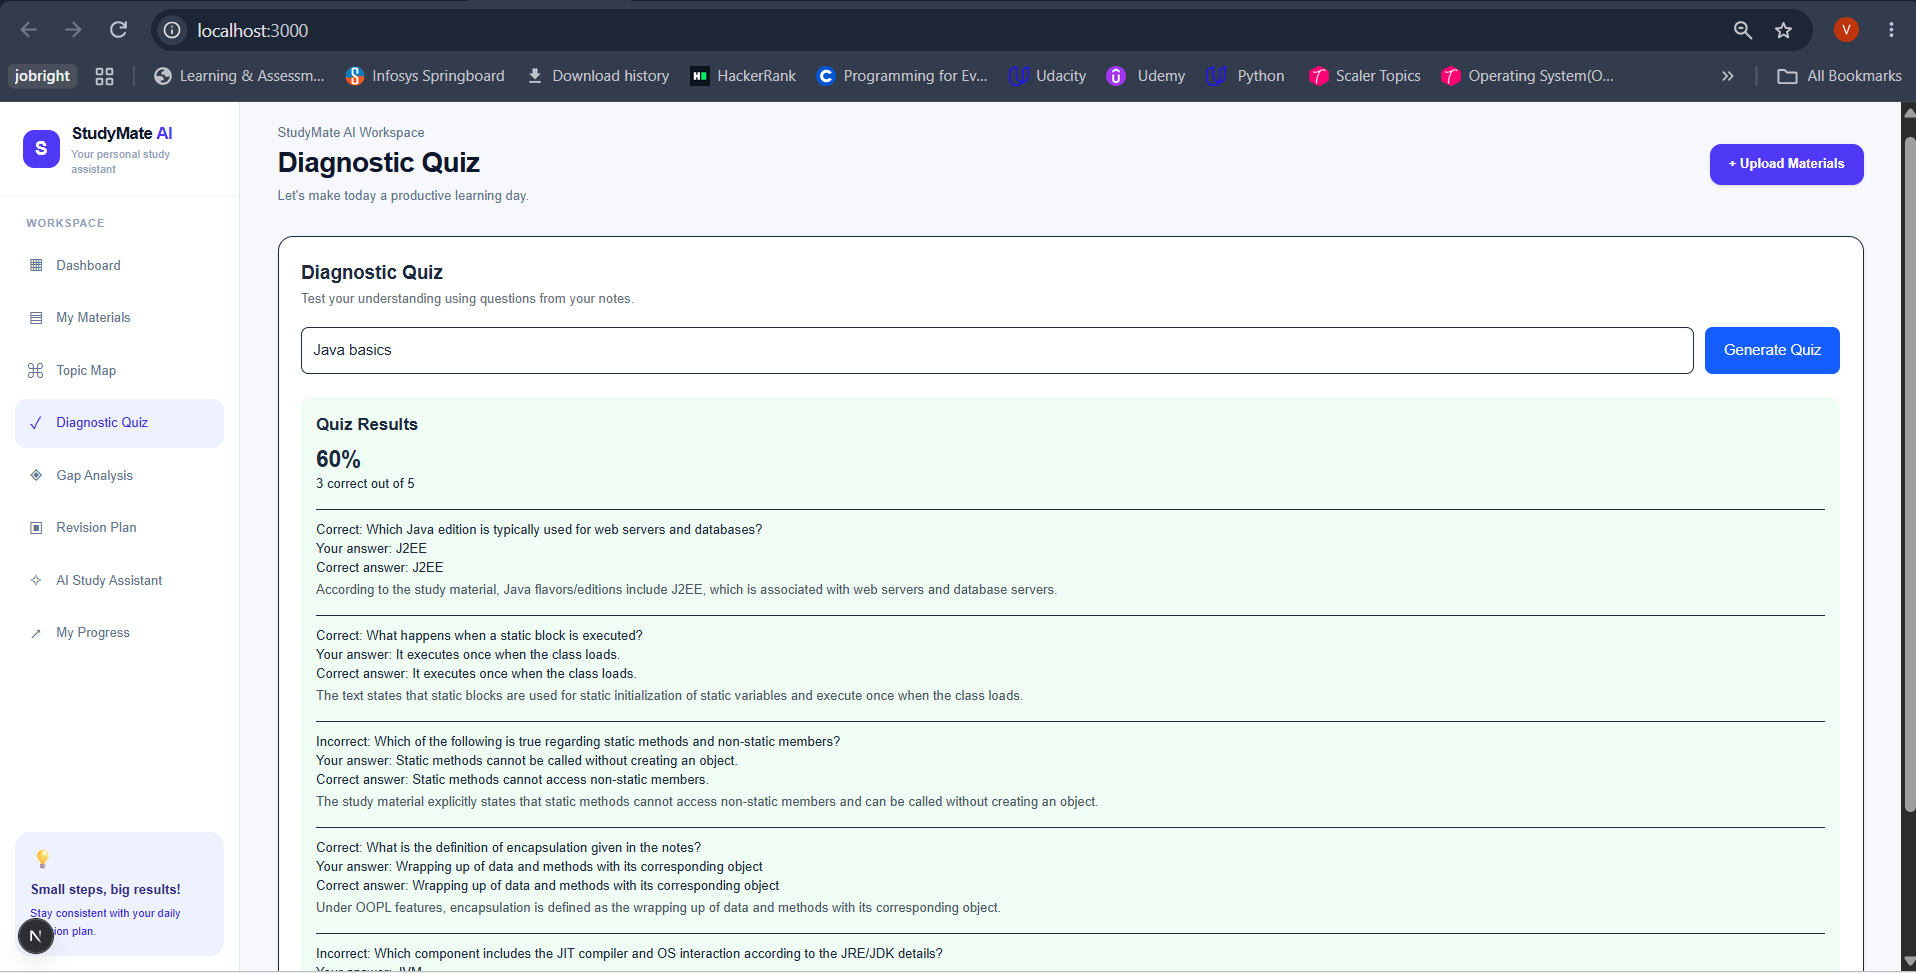 localhost:3000
V
jobright
Learning & Assessm...
Infosys Springboard
Download history
HackerRank
Programming for Ev...
Udacity
Udemy
Python
Scaler Topics
Operating System(O...
All Bookmarks
S
StudyMate AI
Your personal study
assistant
WORKSPACE
Dashboard
My Materials
Topic Map
Diagnostic Quiz
Gap Analysis
Revision Plan
AI Study Assistant
My Progress
Small steps, big results!
Stay consistent with your daily
ion plan.
N
StudyMate AI Workspace
Diagnostic Quiz
Let's make today a productive learning day.
+ Upload Materials
Diagnostic Quiz
Test your understanding using questions from your notes.
Java basics
Generate Quiz
Quiz Results
60%
3 correct out of 5
Correct: Which Java edition is typically used for web servers and databases?
Your answer: J2EE
Correct answer: J2EE
According to the study material, Java flavors/editions include J2EE, which is associated with web servers and database servers.
Correct: What happens when a static block is executed?
Your answer: It executes once when the class loads.
Correct answer: It executes once when the class loads.
The text states that static blocks are used for static initialization of static variables and execute once when the class loads.
Incorrect: Which of the following is true regarding static methods and non-static members?
Your answer: Static methods cannot be called without creating an object.
Correct answer: Static methods cannot access non-static members.
The study material explicitly states that static methods cannot access non-static members and can be called without creating an object.
Correct: What is the definition of encapsulation given in the notes?
Your answer: Wrapping up of data and methods with its corresponding object
Correct answer: Wrapping up of data and methods with its corresponding object
Under OOPL features, encapsulation is defined as the wrapping up of data and methods with its corresponding object.
Incorrect: Which component includes the JIT compiler and OS interaction according to the JRE/JDK details?
Your answer: JVM